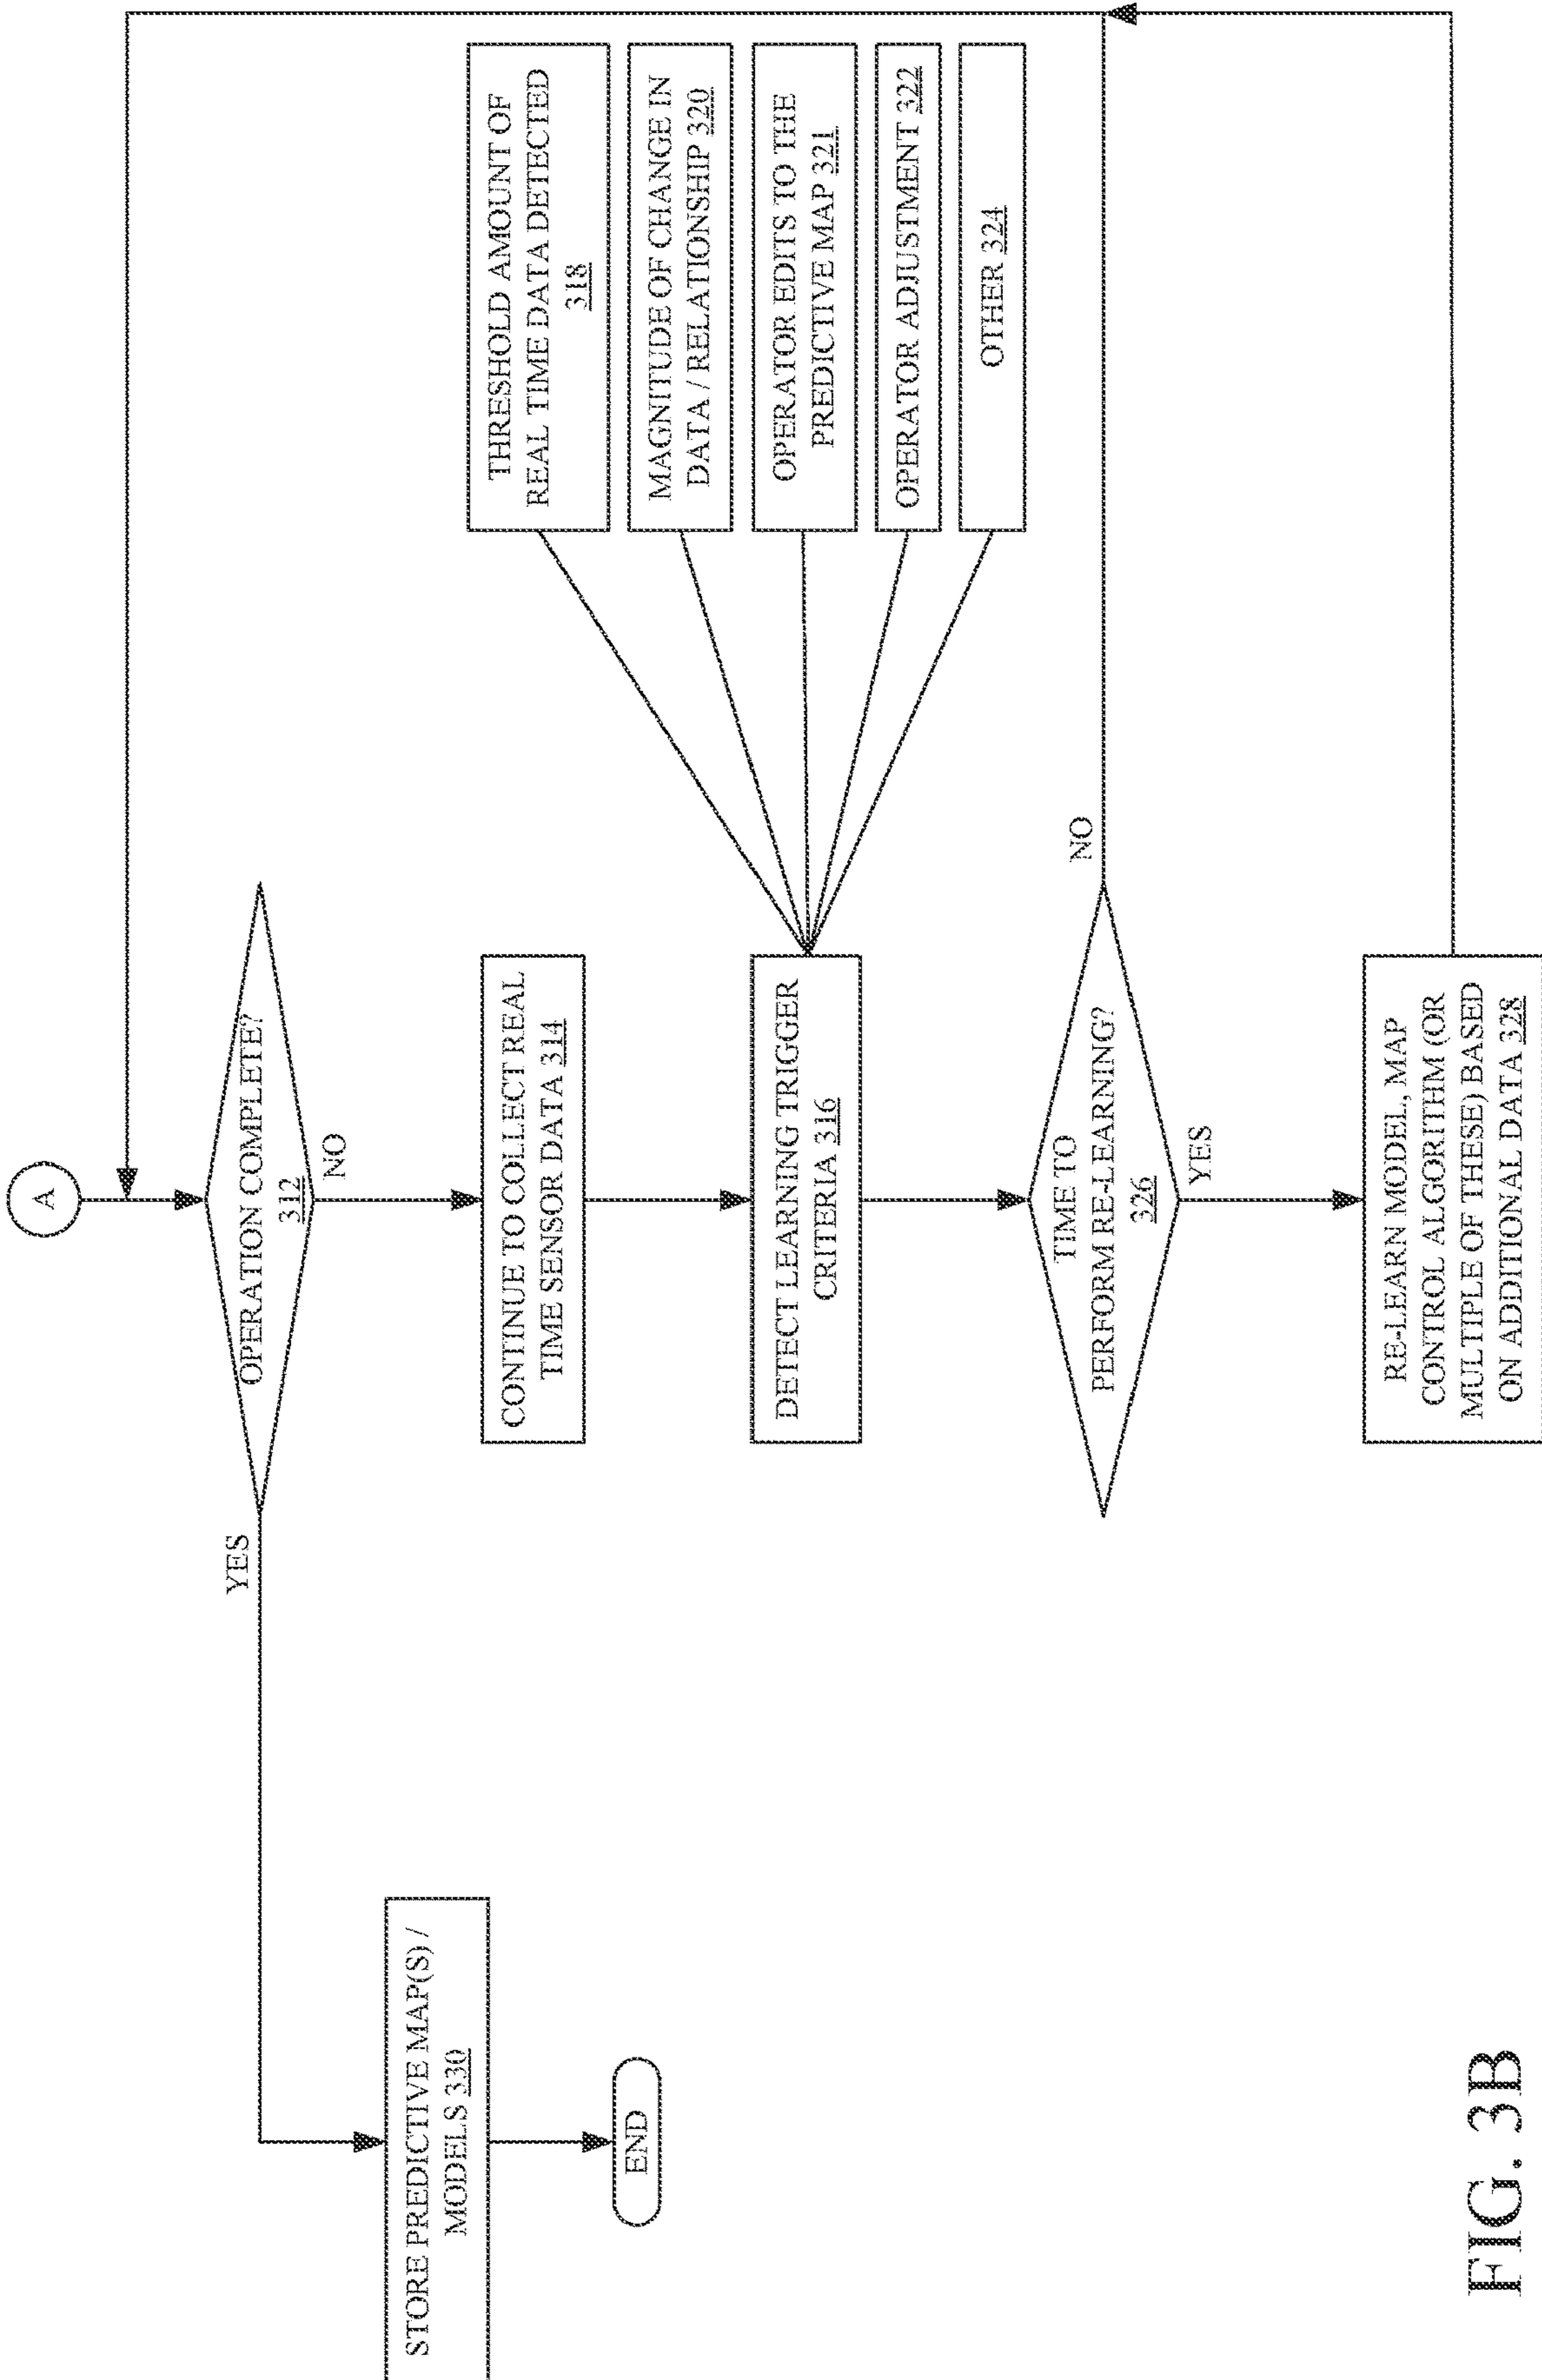 A
OPERATION COMPLETE?
312
YES
NO
CONTINUE TO COLLECT REAL
TIME SENSOR DATA 314
DETECT LEARNING TRIGGER
CRITERIA 316
THRESHOLD AMOUNT OF
REAL TIME DATA DETECTED
318
MAGNITUDE OF CHANGE IN
DATA / RELATIONSHIP 320
OPERATOR EDITS TO THE
PREDICTIVE MAP 321
OPERATOR ADJUSTMENT 322
OTHER 324
TIME TO
PERFORM RE-LEARNING?
326
NO
YES
RE-LEARN MODEL, MAP
CONTROL ALGORITHM (OR
MULTIPLE OF THESE) BASED
ON ADDITIONAL DATA 328
STORE PREDICTIVE MAP(S) /
MODELS 330
END
FIG. 3B